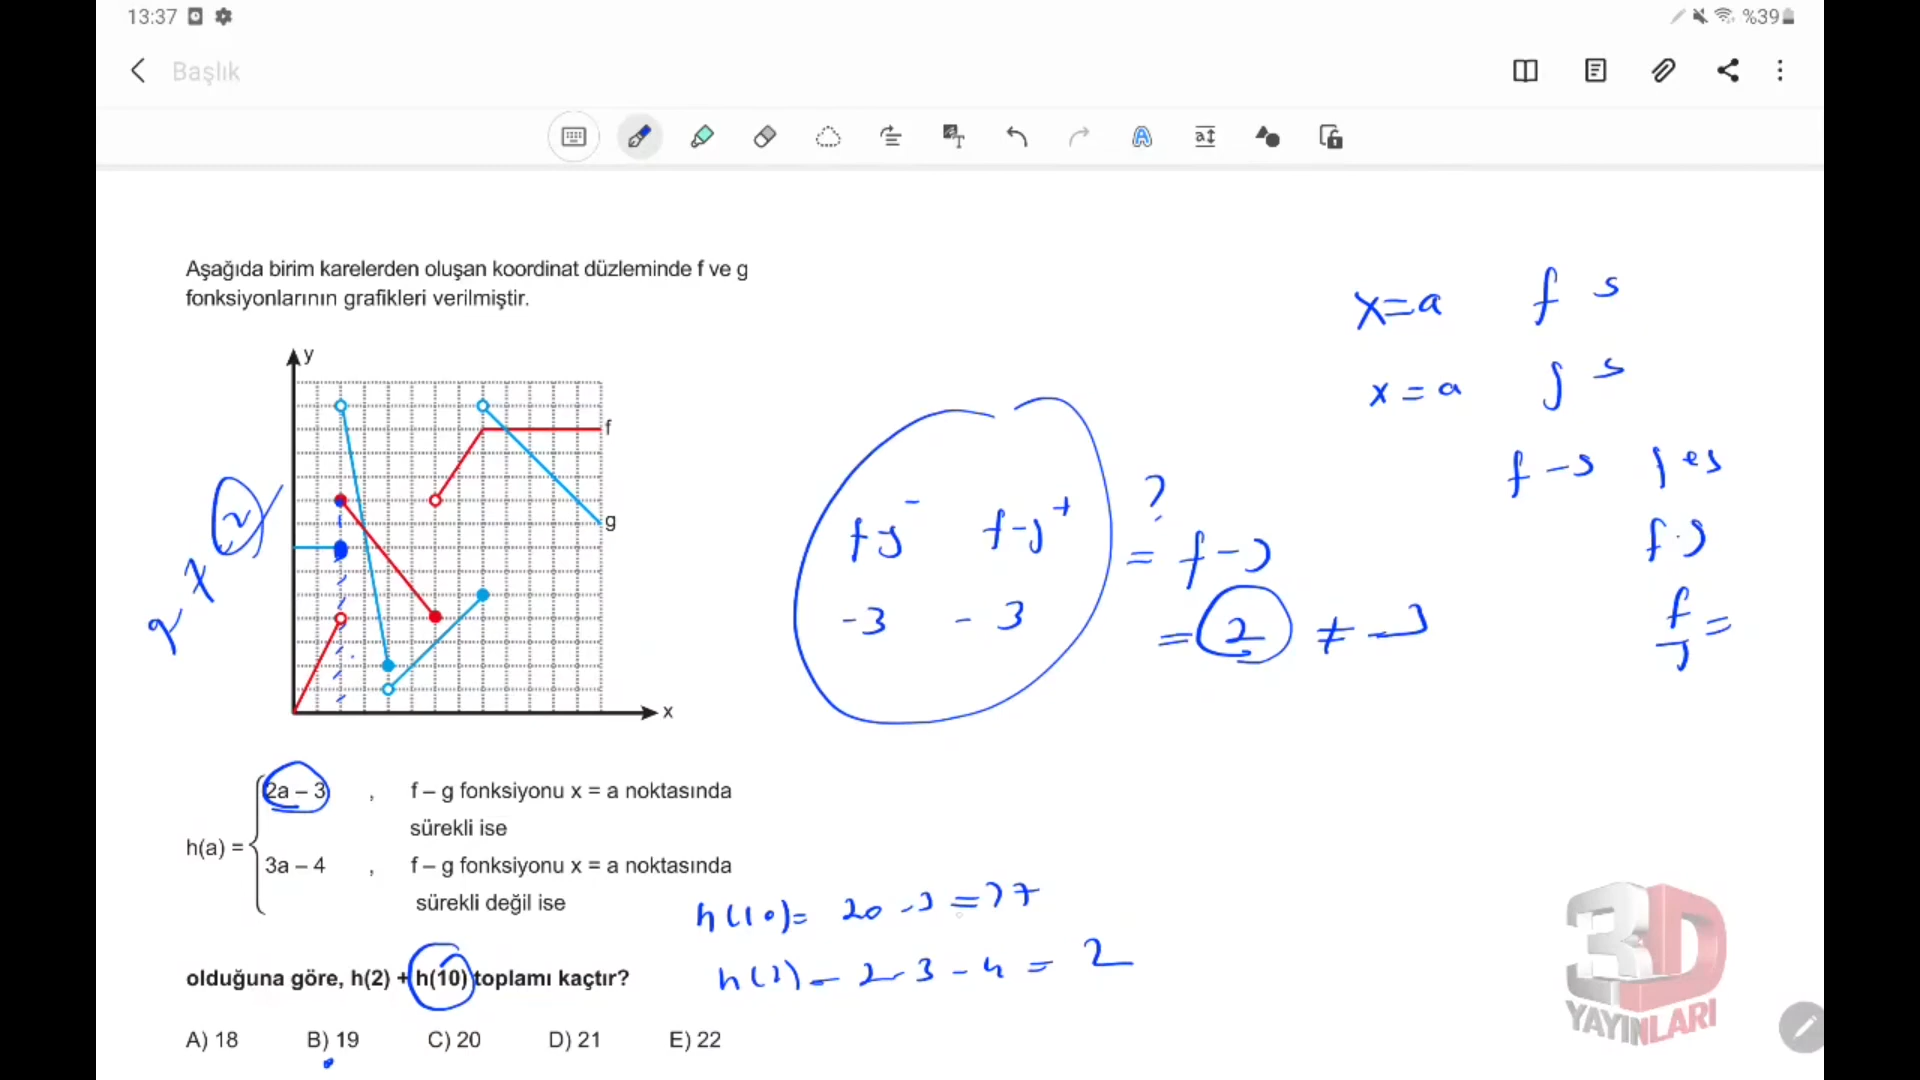 13:37
%39
Başlık
Aşağıda birim karelerden oluşan koordinat düzleminde f ve g
fonksiyonlarının grafikleri verilmiştir.
y
f
g
x
x=a f s
x=a g s
f-s
f.g
f/g =
f-g⁻ f-g⁺ ? = f-g
-3 -3 = 2 ≠ -3
2
2a – 3 , f – g fonksiyonu x = a noktasında
sürekli ise
h(a) =
3a – 4 , f – g fonksiyonu x = a noktasında
sürekli değil ise
h(10)= 20-3=17
olduğuna göre, h(2) + h(10) toplamı kaçtır?
h(2)=2.3-4=2
A) 18 B) 19 C) 20 D) 21 E) 22
3D
YAYINLARI